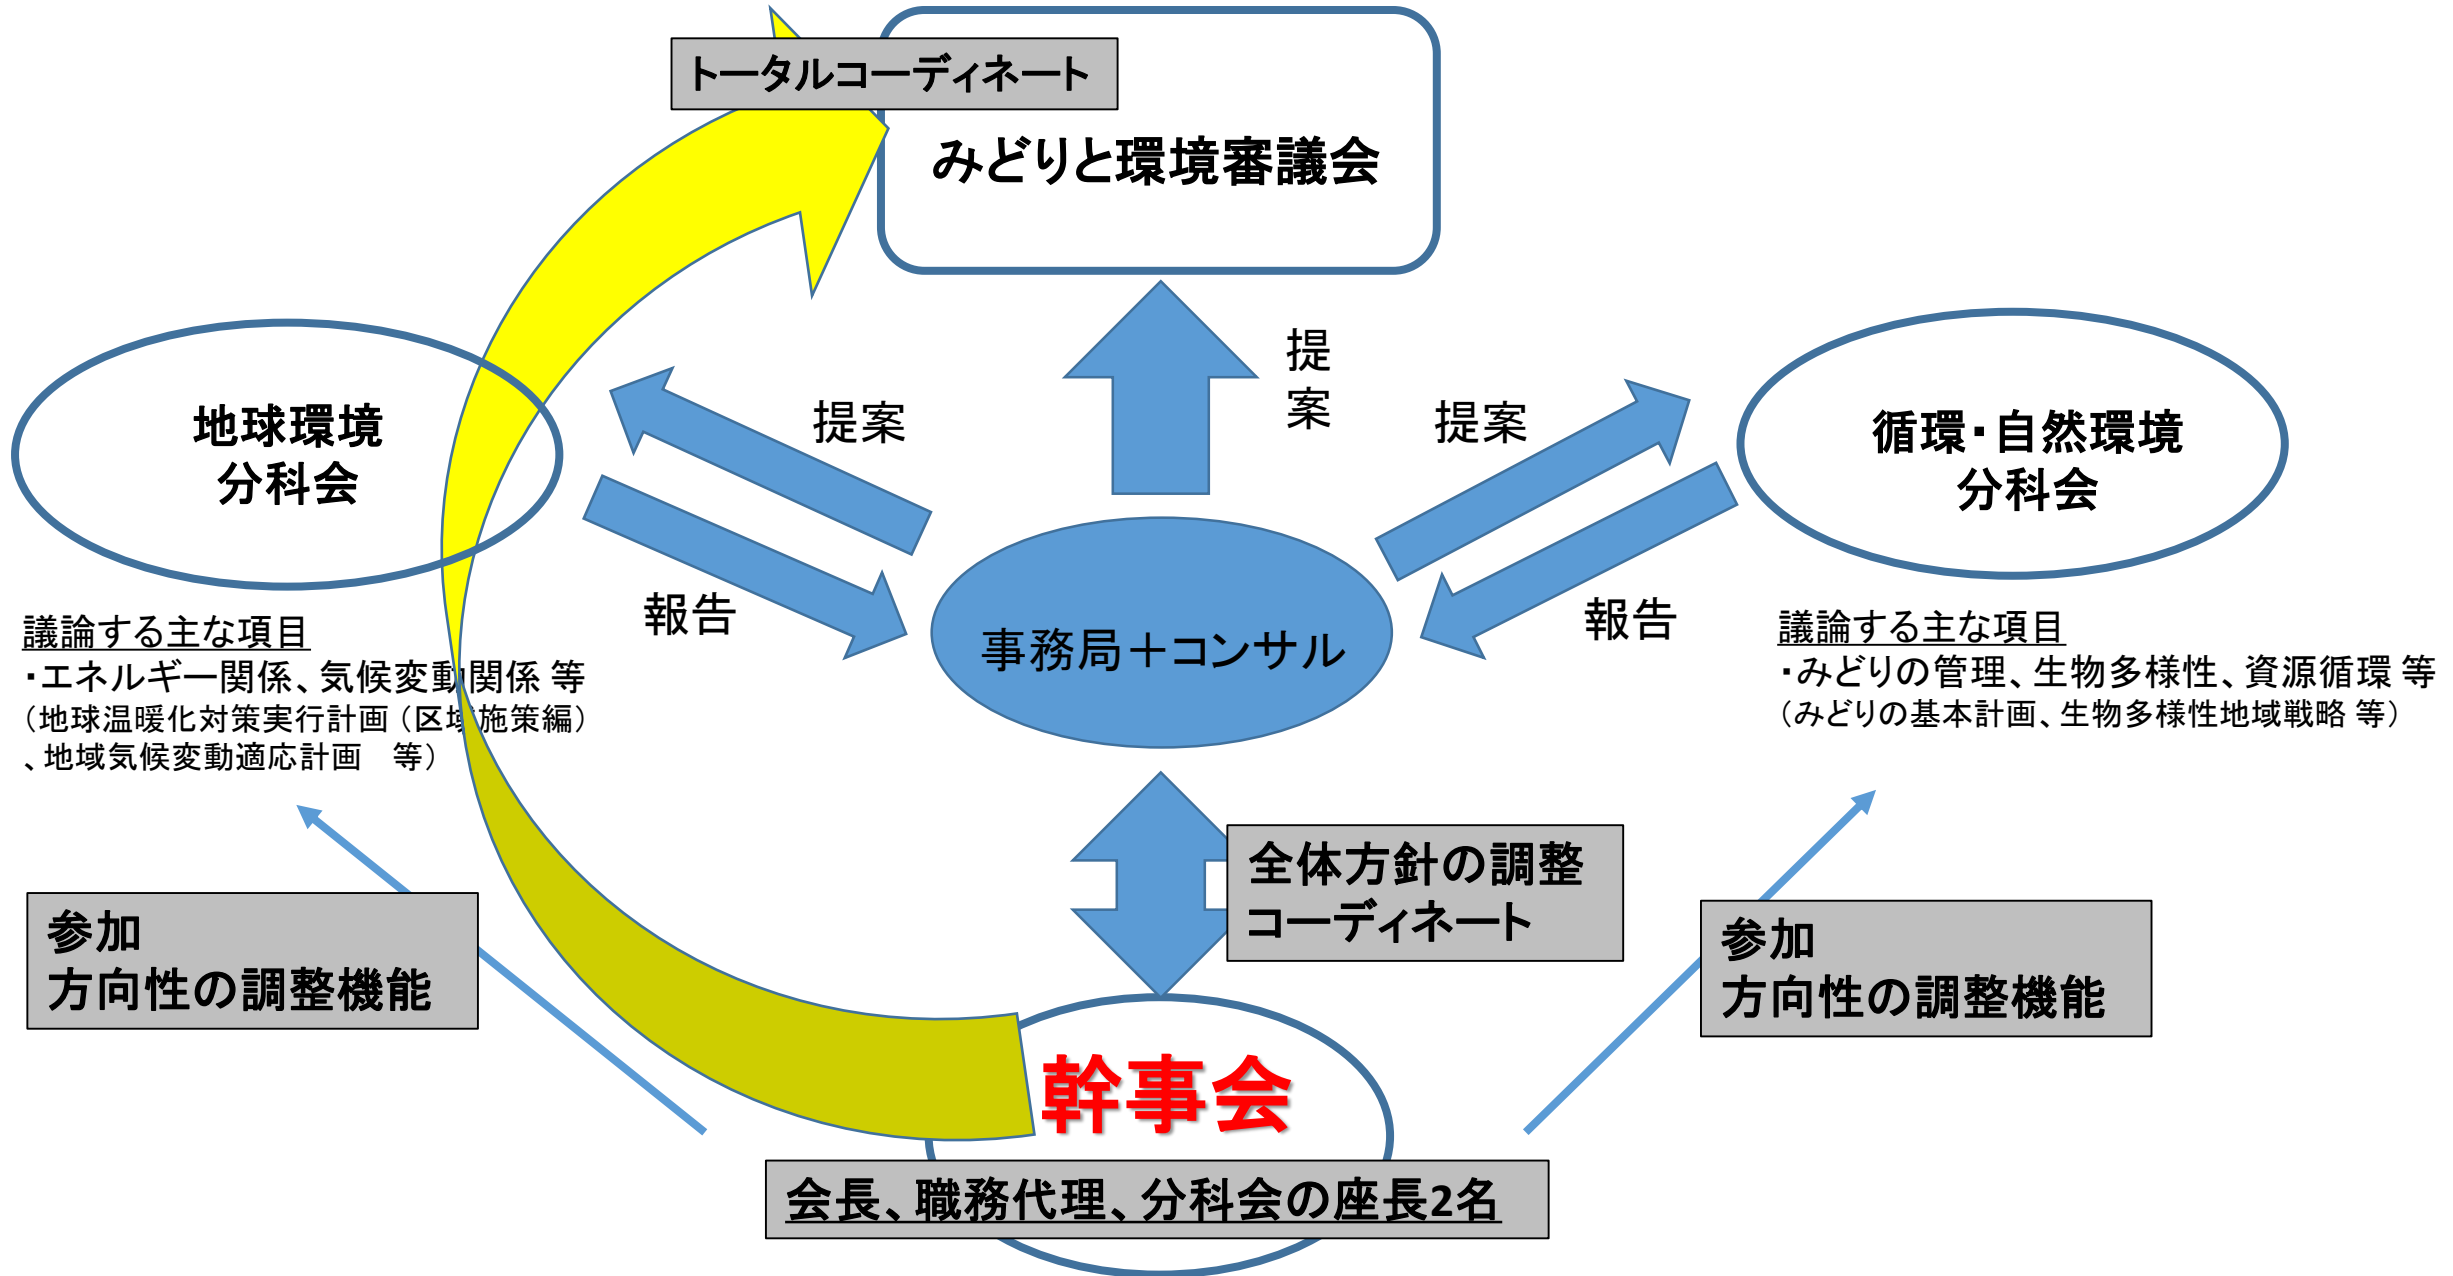 トータルコーディネート
みどりと環境審議会
提
案
提案
提案
地球環境
分科会
循環・自然環境
分科会
報告
報告
事務局＋コンサル
議論する主な項目
・エネルギー関係、気候変動関係 等
（地球温暖化対策実行計画（区域施策編）
、地域気候変動適応計画　等）
議論する主な項目
・みどりの管理、生物多様性、資源循環 等
（みどりの基本計画、生物多様性地域戦略 等）
全体方針の調整
コーディネート
参加
方向性の調整機能
参加
方向性の調整機能
幹事会
会長、職務代理、分科会の座長2名